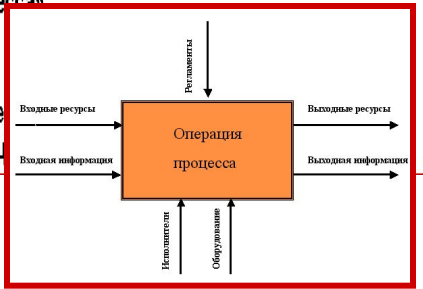 Регламенты
Входные ресурсы
Выходные ресурсы
Операция
процесса
Входная информация
Выходная информация
Исполнители
Оборудование